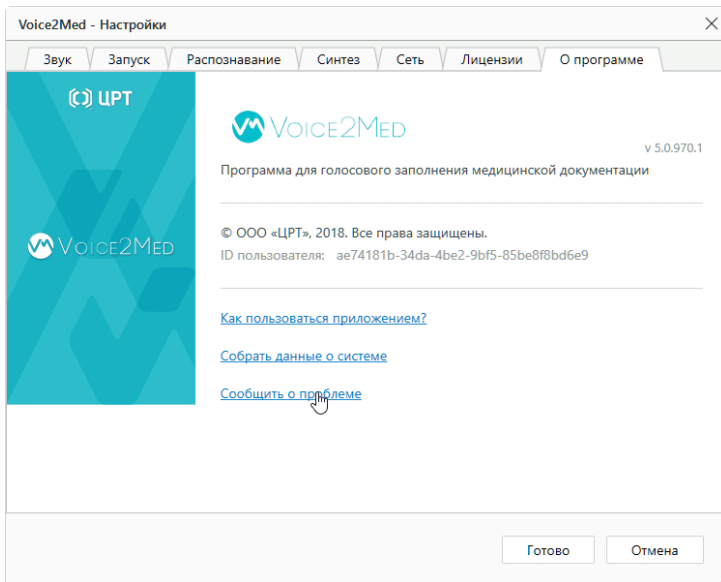 Voice2Med - Настройки
Звук Запуск Распознавание Синтез Сеть Лицензии О программе
ЦРТ
VOICE2MED
v 5.0.970.1
Программа для голосового заполнения медицинской документации
VOICE2MED
© ООО «ЦРТ», 2018. Все права защищены.
ID пользователя: ae74181b-34da-4be2-9bf5-85be8f8bd6e9
Как пользоваться приложением?
Собрать данные о системе
Сообщить о проблеме
Готово Отмена